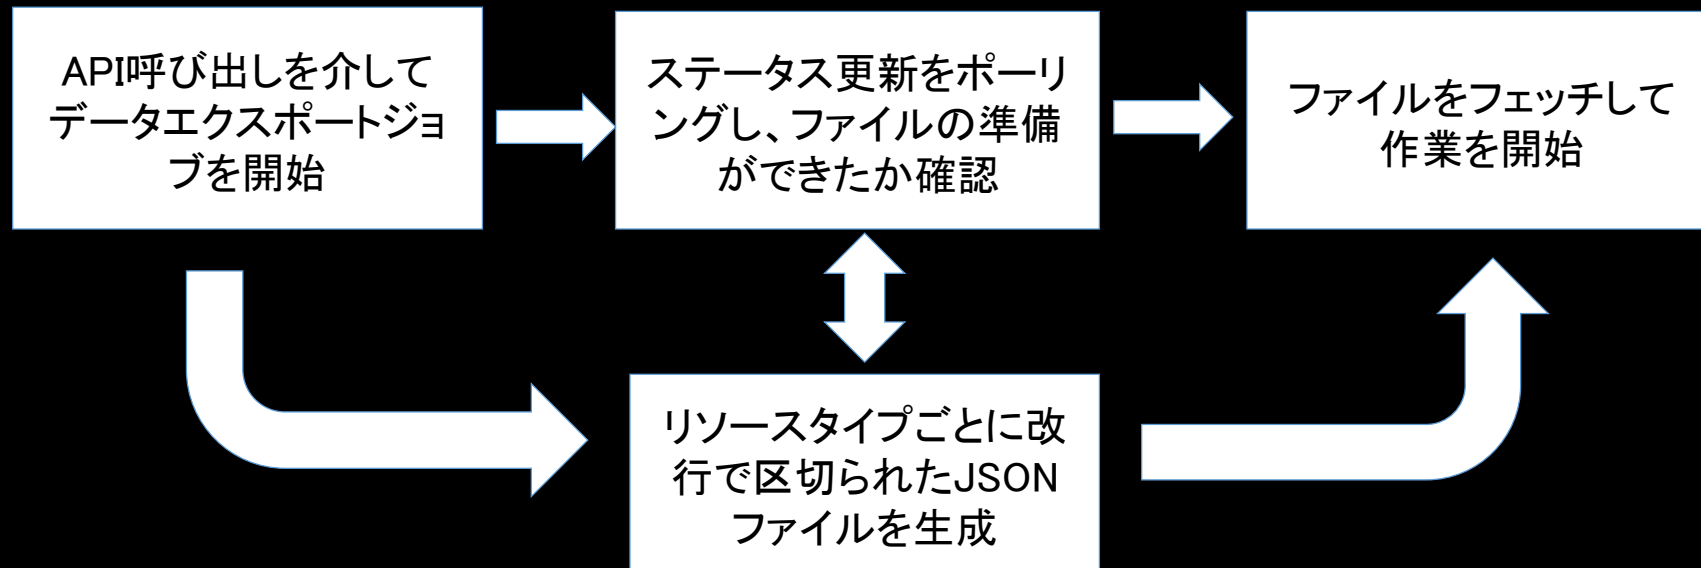 API呼び出しを介して
データエクスポートジョ
ブを開始
ステータス更新をポーリ
ングし、ファイルの準備
ができたか確認
ファイルをフェッチして
作業を開始
リソースタイプごとに改
行で区切られたJSON
ファイルを生成